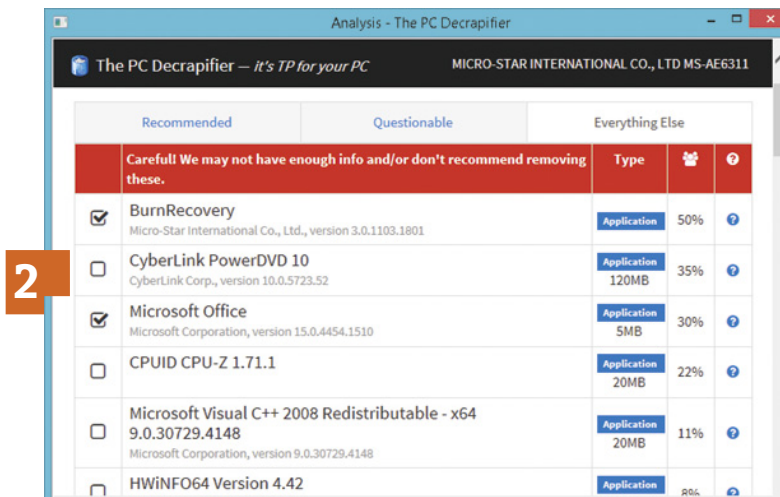 Analysis - The PC Decrapifier
The PC Decrapifier — it's TP for your PC MICRO-STAR INTERNATIONAL CO., LTD MS-AE6311
Recommended Questionable Everything Else
Careful! We may not have enough info and/or don't recommend removing Type
these.
BurnRecovery
Micro-Star International Co., Ltd., version 3.0.1103.1801
Application 50%
2
CyberLink PowerDVD 10
CyberLink Corp., version 10.0.5723.52
Application 35%
120MB
Microsoft Office
Microsoft Corporation, version 15.0.4454.1510
Application 30%
5MB
CPUID CPU-Z 1.71.1
Application 22%
20MB
Microsoft Visual C++ 2008 Redistributable - x64
9.0.30729.4148
Microsoft Corporation, version 9.0.30729.4148
Application 11%
20MB
HWiNFO64 Version 4.42
Application 8%